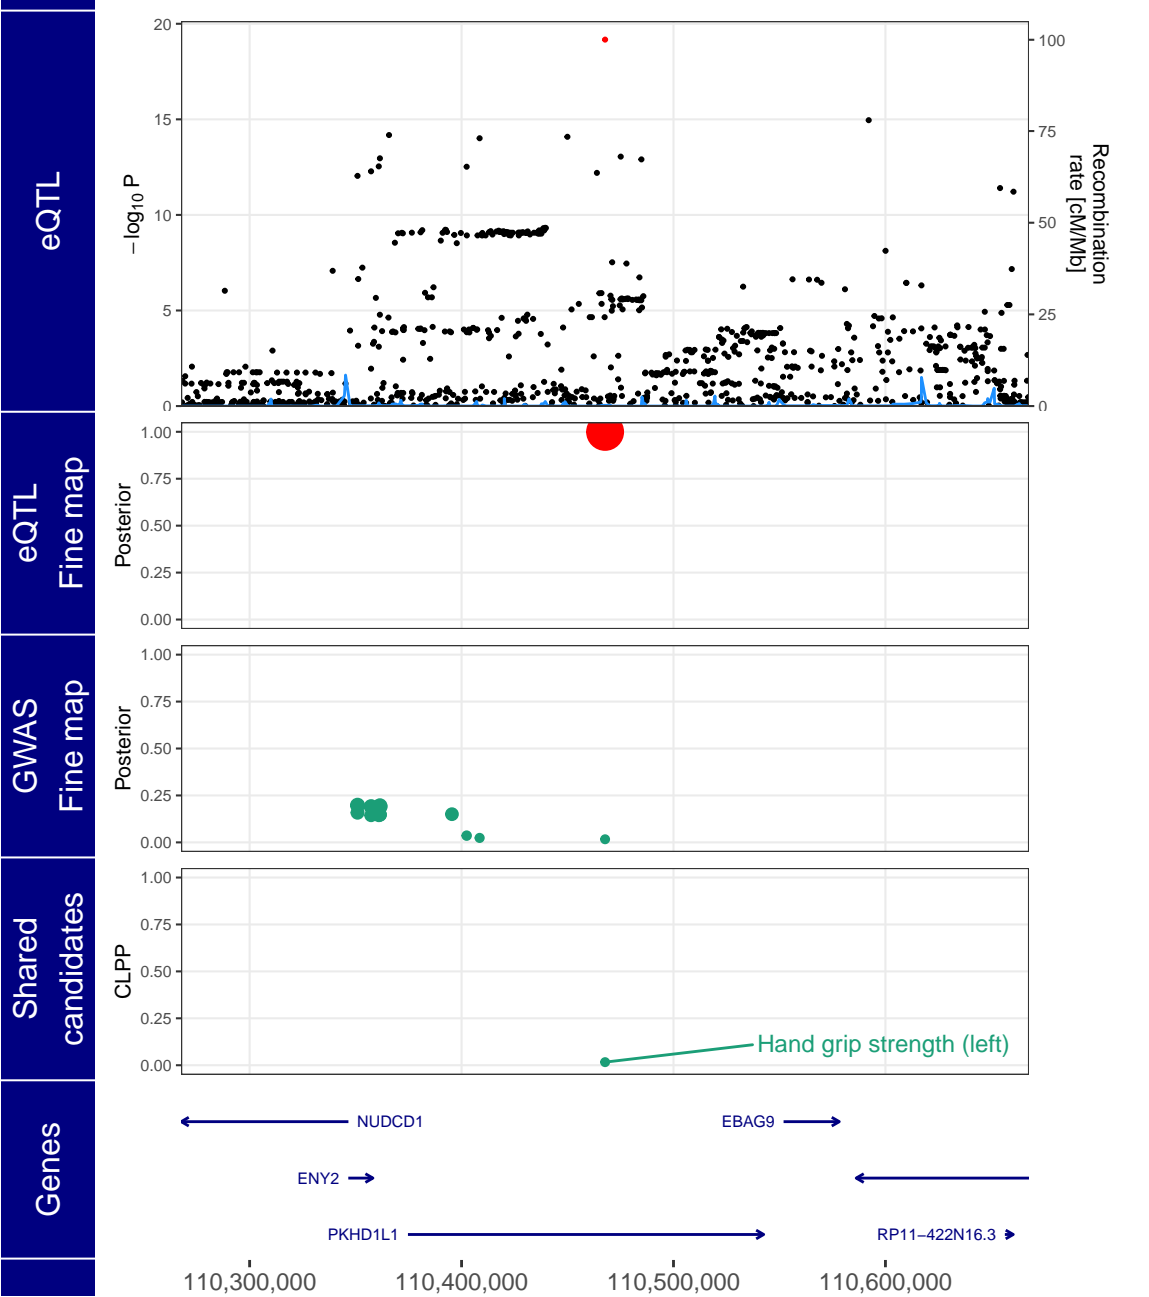 eQTL
−log10 P
20
15
10
5
0
100
75
50
25
0
Recombination
rate [cM/Mb]
eQTL
Fine map
Posterior
1.00
0.75
0.50
0.25
0.00
GWAS
Fine map
Posterior
1.00
0.75
0.50
0.25
0.00
Shared
candidates
CLPP
1.00
0.75
0.50
0.25
0.00
Hand grip strength (left)
Genes
NUDCD1
EBAG9
ENY2
PKHD1L1
RP11−422N16.3
110,300,000
110,400,000
110,500,000
110,600,000